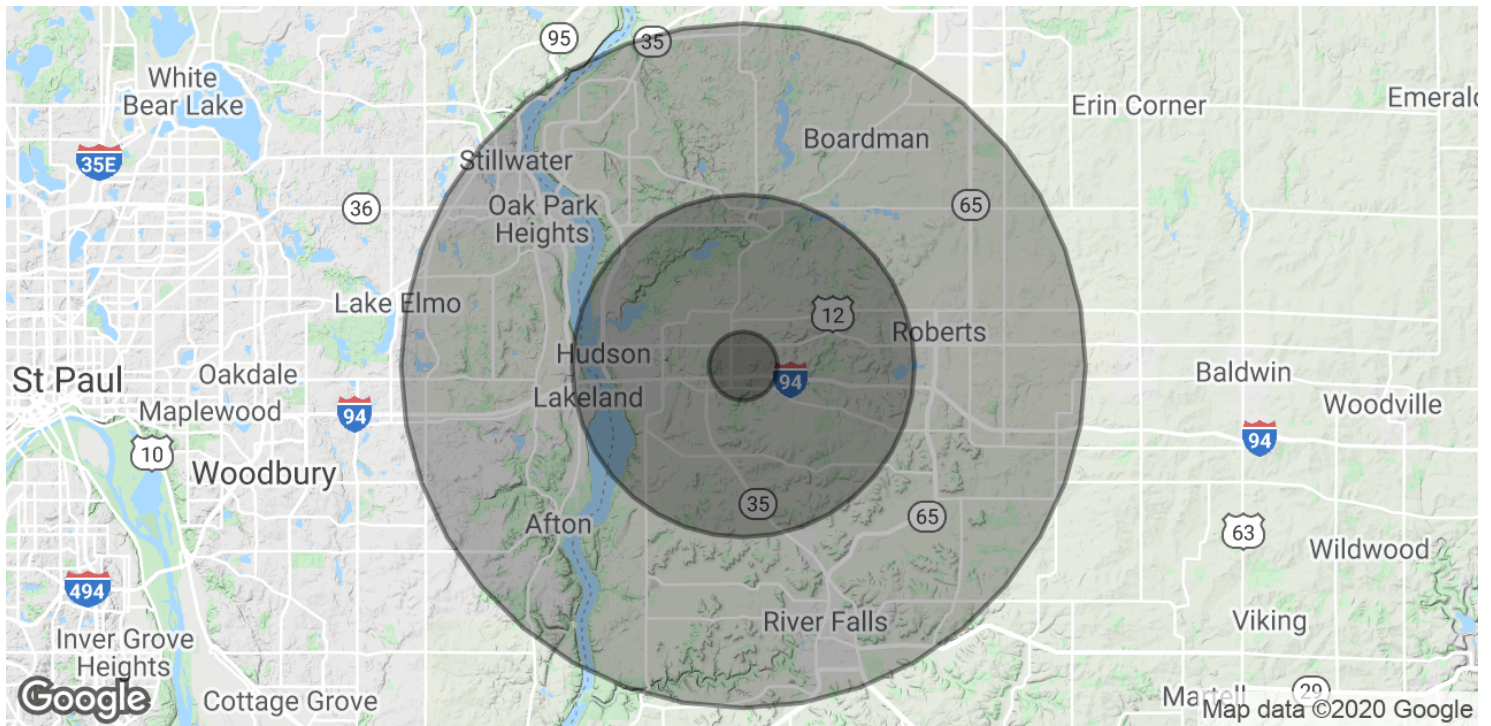 95
35
White
Bear Lake
Erin Corner
Emerald
Boardman
35E
Stillwater
36
Oak Park
Heights
65
Lake Elmo
12
Roberts
Hudson
St Paul
Oakdale
94
Baldwin
Lakeland
Maplewood
94
Woodville
94
10
Woodbury
35
65
Afton
63
Wildwood
494
River Falls
Viking
Inver Grove
Heights
Martell
29
Google
Cottage Grove
Map data ©2020 Google